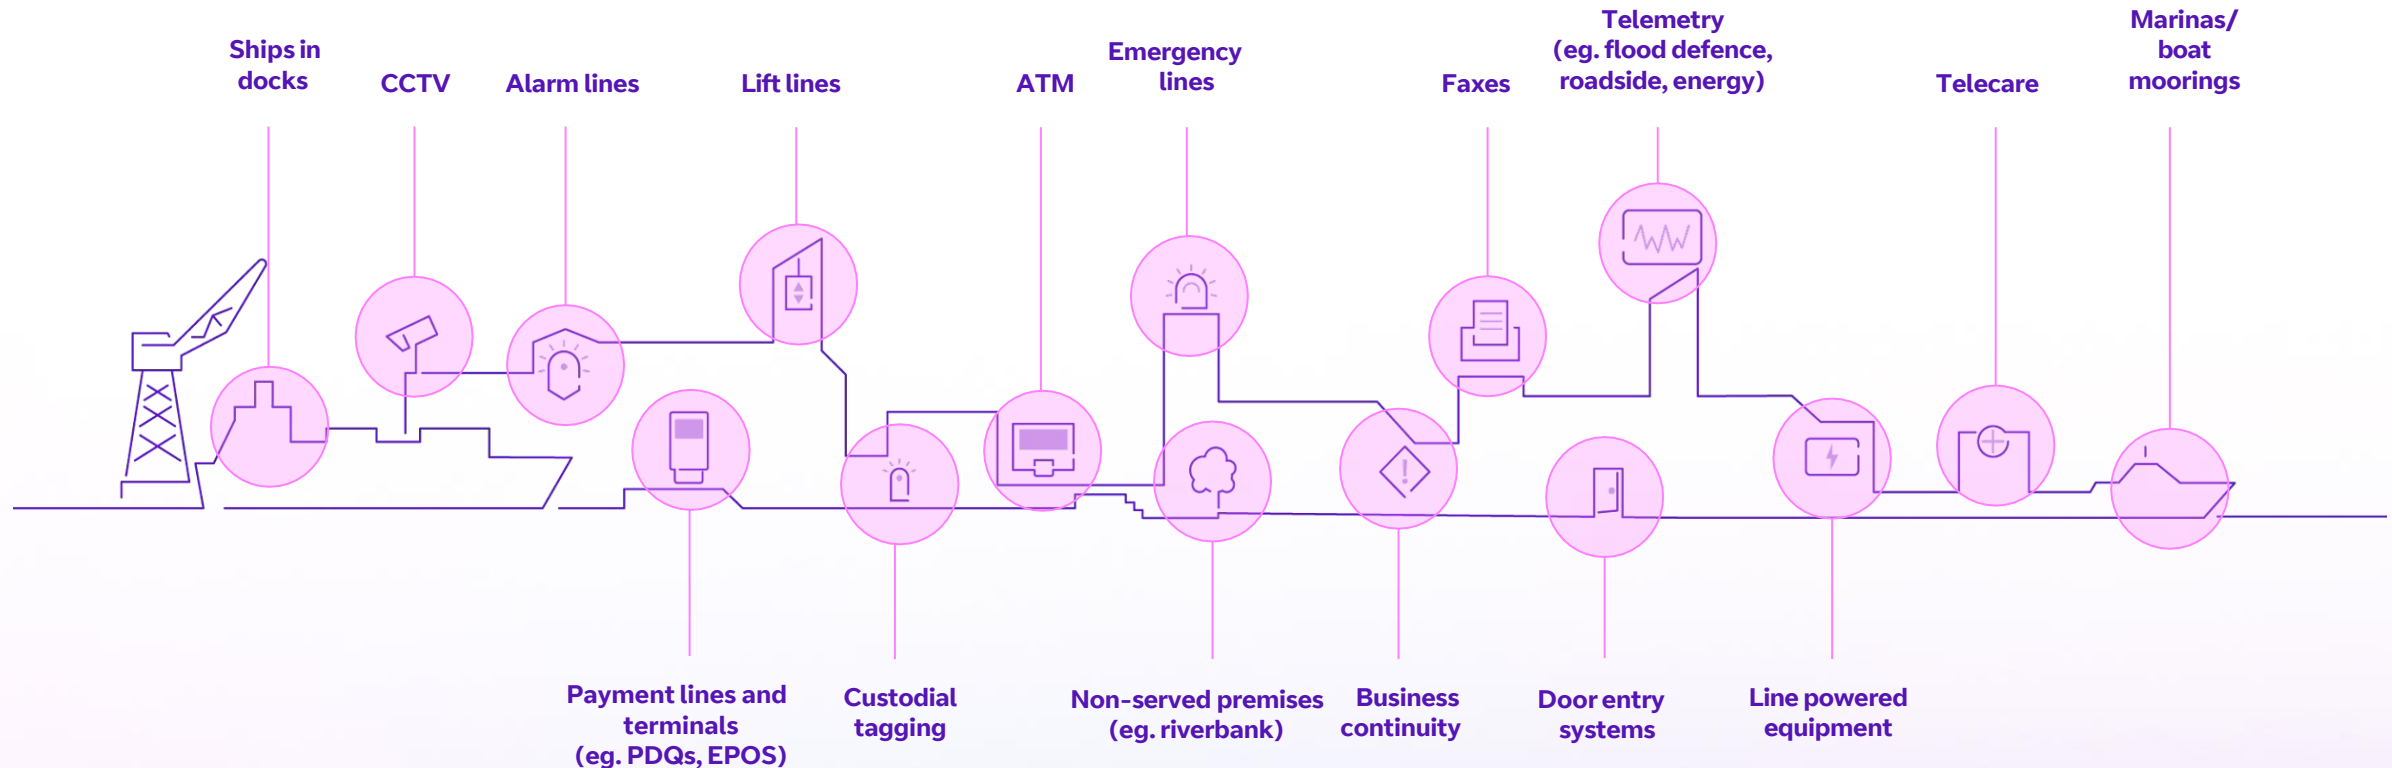 Ships in
docks
CCTV
Alarm lines
Lift lines
ATM
Emergency
lines
Faxes
Telemetry
(eg. flood defence,
roadside, energy)
Telecare
Marinas/
boat
moorings
Payment lines and
terminals
(eg. PDQs, EPOS)
Custodial
tagging
Non-served premises
(eg. riverbank)
Business
continuity
Door entry
systems
Line powered
equipment